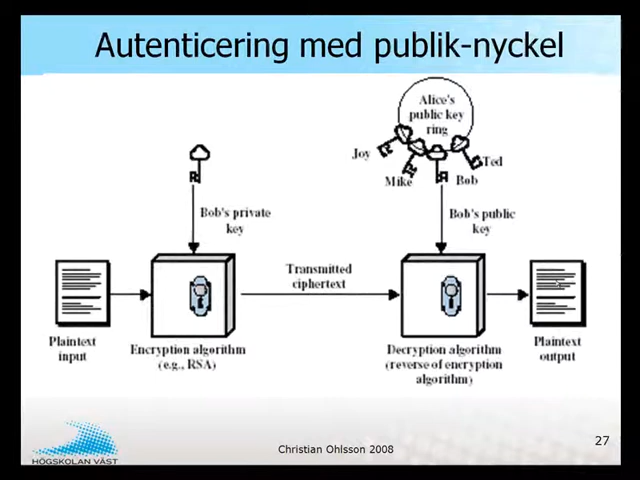 Autenticering med publik-nyckel
Alice's
public key
ring
Joy
Mike
Bob
Ted
Bob's private
key
Bob's public
key
Transmitted
ciphertext
Plaintext
input
Encryption algorithm
(e.g., RSA)
Decryption algorithm
(reverse of encryption
algorithm)
Plaintext
output
HÖGSKOLAN VÄST
Christian Ohlsson 2008
27